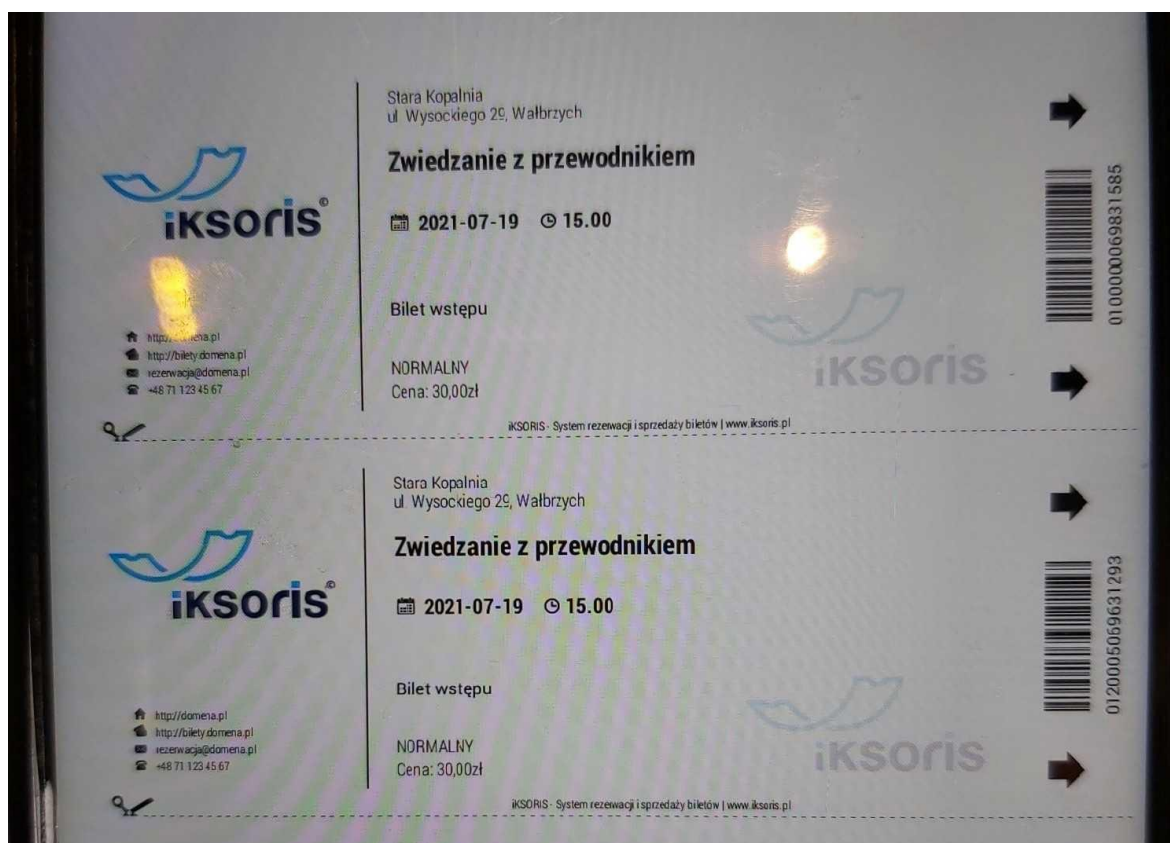 Stara Kopalnia
ul Wysockiego 29, Wałbrzych
Zwiedzanie z przewodnikiem
iKSORIS©
2021-07-19 15.00
Bilet wstępu
http://bilety.domena.pl
rezerwacja@domena.pl
+48 71 123 45 67
NORMALNY
Cena: 30,00zł
iKSORIS
0100000069831585
iKSORIS - System rezerwacji i sprzedaży biletów | www.iksoris.pl
Stara Kopalnia
ul Wysockiego 29, Wałbrzych
Zwiedzanie z przewodnikiem
iKSORIS©
2021-07-19 15.00
Bilet wstępu
http://domena.pl
http://bilety.domena.pl
rezerwacja@domena.pl
+48 71 123 45 67
NORMALNY
Cena: 30,00zł
iKSORIS
0120005069631293
iKSORIS - System rezerwacji i sprzedaży biletów | www.iksoris.pl